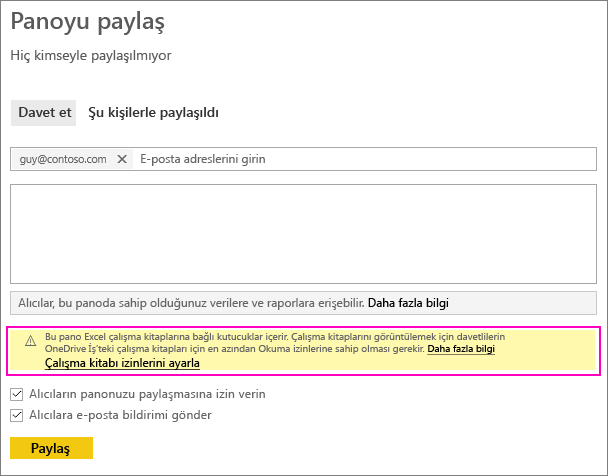 Panoyu paylaş
Hiç kimseyle paylaşılmıyor
Davet et Şu kişilerle paylaşıldı
guy@contoso.com E-posta adreslerini girin
Alıcılar, bu panoda sahip olduğunuz verilere ve raporlara erişebilir. Daha fazla bilgi
Bu pano Excel çalışma kitaplarına bağlı kutucuklar içerir. Çalışma kitaplarını görüntülemek için davetlilerin
OneDrive İş'teki çalışma kitapları için en azından Okuma izinlerine sahip olması gerekir. Daha fazla bilgi
Çalışma kitabı izinlerini ayarla
Alıcıların panonuzu paylaşmasına izin verin
Alıcılara e-posta bildirimi gönder
Paylaş